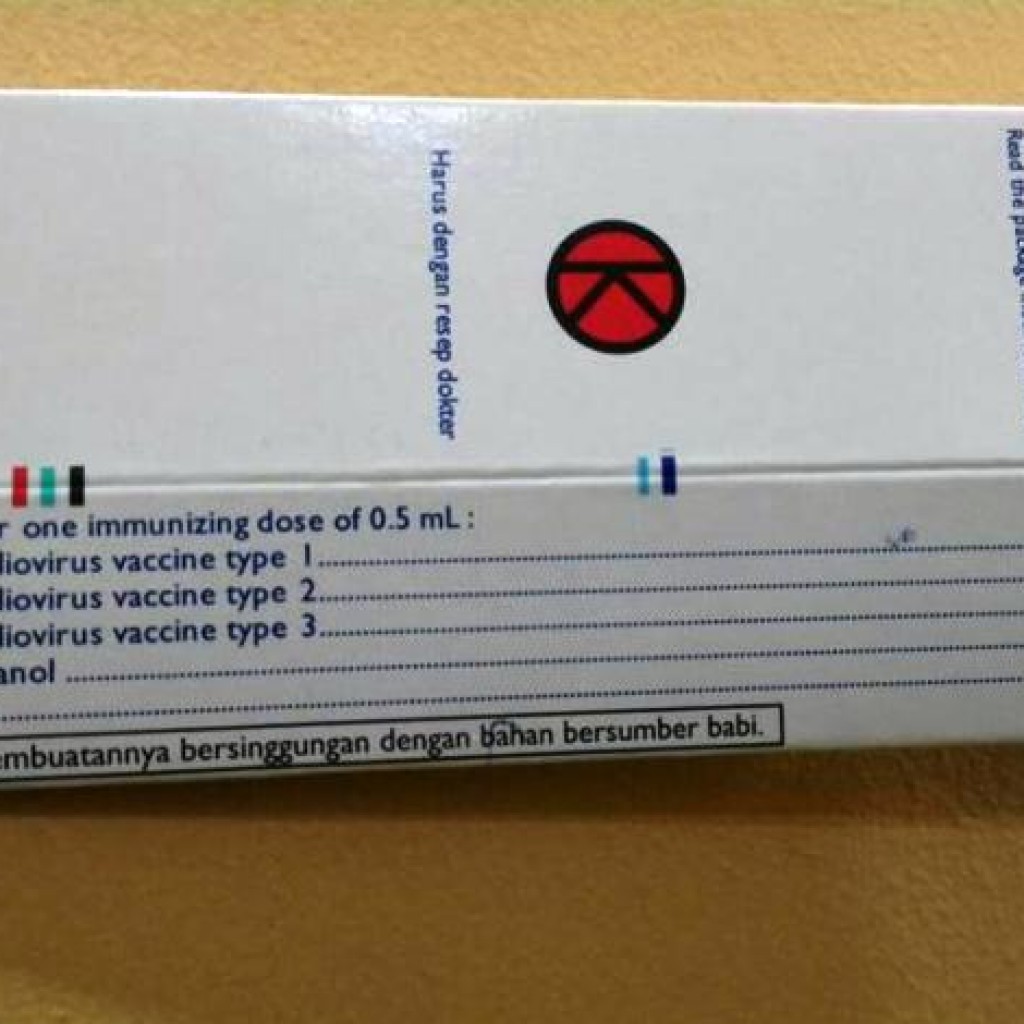 Harus dengan resep dokter
K
Read the package
r one immunizing dose of 0.5 mL :
liovirus vaccine type 1
liovirus vaccine type 2
liovirus vaccine type 3
anol
embuatannya bersinggungan dengan bahan bersumber babi.